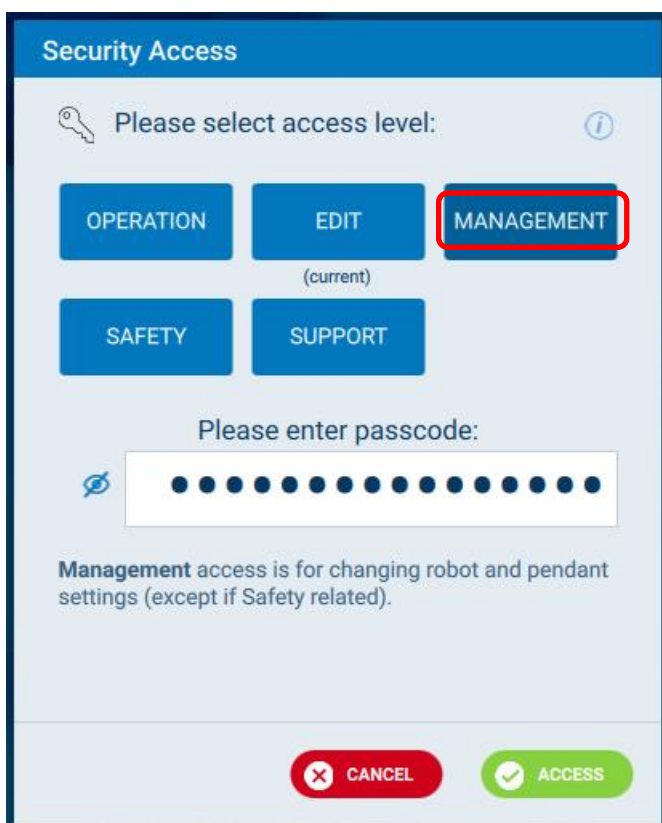 Security Access
Please select access level:
OPERATION
EDIT
MANAGEMENT
(current)
SAFETY
SUPPORT
Please enter passcode:
●●●●●●●●●●●●●●●●
Management access is for changing robot and pendant
settings (except if Safety related).
CANCEL
ACCESS